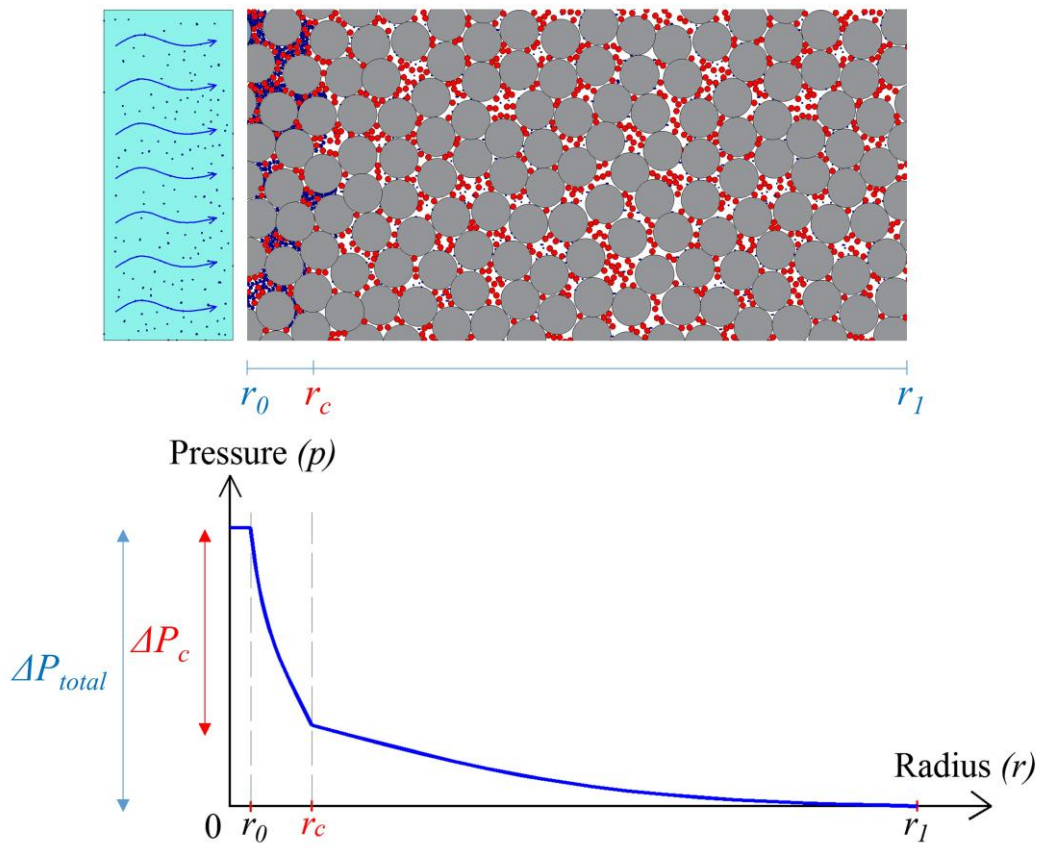 r0 rc r1
Pressure (p)
ΔPc
ΔPtotal
Radius (r)
0 r0 rc r1